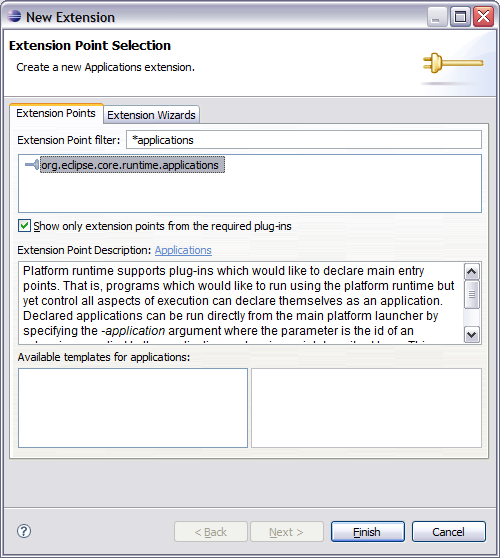 New Extension
Extension Point Selection
Create a new Applications extension.
Extension Points
Extension Wizards
Extension Point filter: *applications
org.eclipse.core.runtime.applications
Show only extension points from the required plug-ins
Extension Point Description: Applications
Platform runtime supports plug-ins which would like to declare main entry
points. That is, programs which would like to run using the platform runtime but
yet control all aspects of execution can declare themselves as an application.
Declared applications can be run directly from the main platform launcher by
specifying the -application argument where the parameter is the id of an
Available templates for applications:
?
< Back
Next >
Finish
Cancel